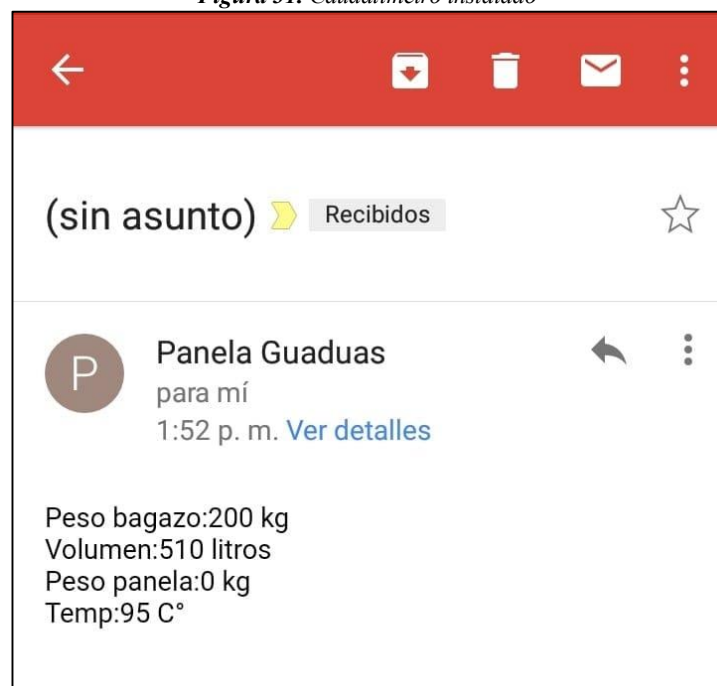 Figura 31. Caudalímetro instalado
(sin asunto) Recibidos
P
Panela Guaduas
para mí
1:52 p. m. Ver detalles
Peso bagazo:200 kg
Volumen:510 litros
Peso panela:0 kg
Temp:95 C°